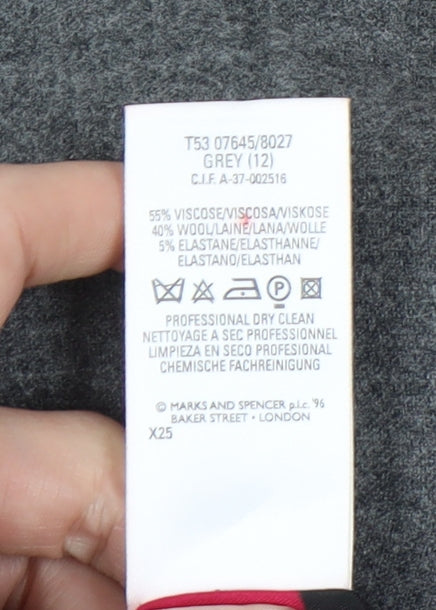 T53 07645/8027
GREY (12)
C.I.F. A-37-002516
55% VISCOSE/VISCOSA/VISKOSE
40% WOOL/LAINE/LANA/WOLLE
5% ELASTANE/ELASTHANNE/
ELASTANO/ELASTHAN
P
PROFESSIONAL DRY CLEAN
NETTOYAGE A SEC PROFESSIONNEL
LIMPIEZA EN SECO PROFESIONAL
CHEMISCHE FACHREINIGUNG
© MARKS AND SPENCER p.l.c. '96
BAKER STREET • LONDON
X25